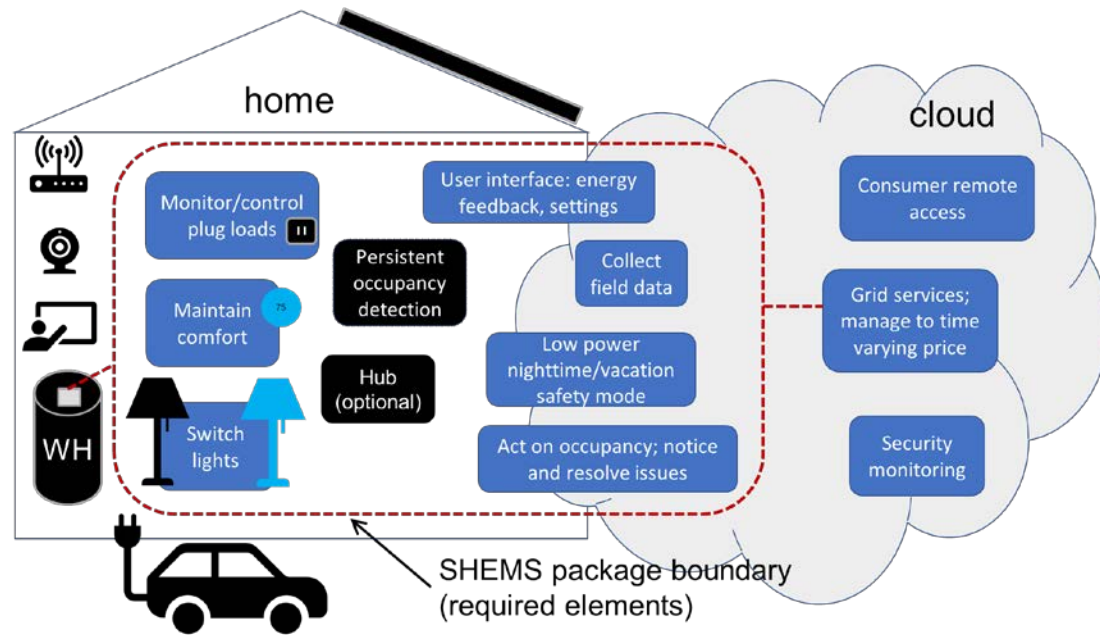 home
cloud
Monitor/control
plug loads
User interface: energy
feedback, settings
Consumer remote
access
Persistent
occupancy
detection
Collect
field data
Maintain
comfort
75
Grid services;
manage to time
varying price
Low power
nighttime/vacation
safety mode
Hub
(optional)
WH
Switch
lights
Act on occupancy; notice
and resolve issues
Security
monitoring
SHEMS package boundary
(required elements)